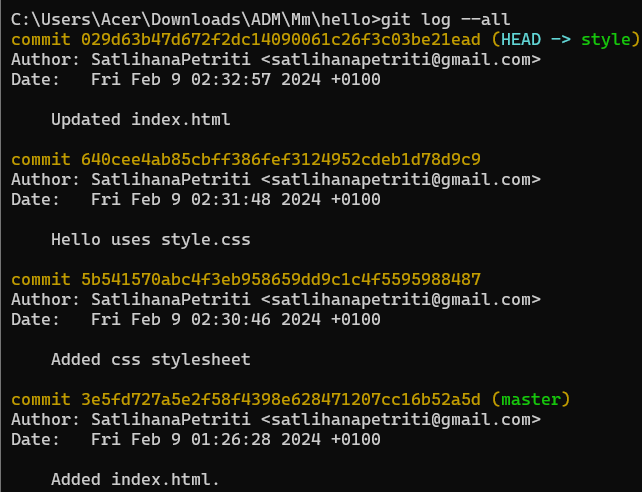 C:\Users\Acer\Downloads\ADM\Mm\hello>git log --all
commit 029d63b47d672f2dc14090061c26f3c03be21ead (HEAD -> style)
Author: SatlihanaPetriti <satlihanapetriti@gmail.com>
Date:   Fri Feb 9 02:32:57 2024 +0100
    Updated index.html
commit 640cee4ab85cbff386fef3124952cdeb1d78d9c9
Author: SatlihanaPetriti <satlihanapetriti@gmail.com>
Date:   Fri Feb 9 02:31:48 2024 +0100
    Hello uses style.css
commit 5b541570abc4f3eb958659dd9c1c4f5595988487
Author: SatlihanaPetriti <satlihanapetriti@gmail.com>
Date:   Fri Feb 9 02:30:46 2024 +0100
    Added css stylesheet
commit 3e5fd727a5e2f58f4398e628471207cc16b52a5d (master)
Author: SatlihanaPetriti <satlihanapetriti@gmail.com>
Date:   Fri Feb 9 01:26:28 2024 +0100
    Added index.html.